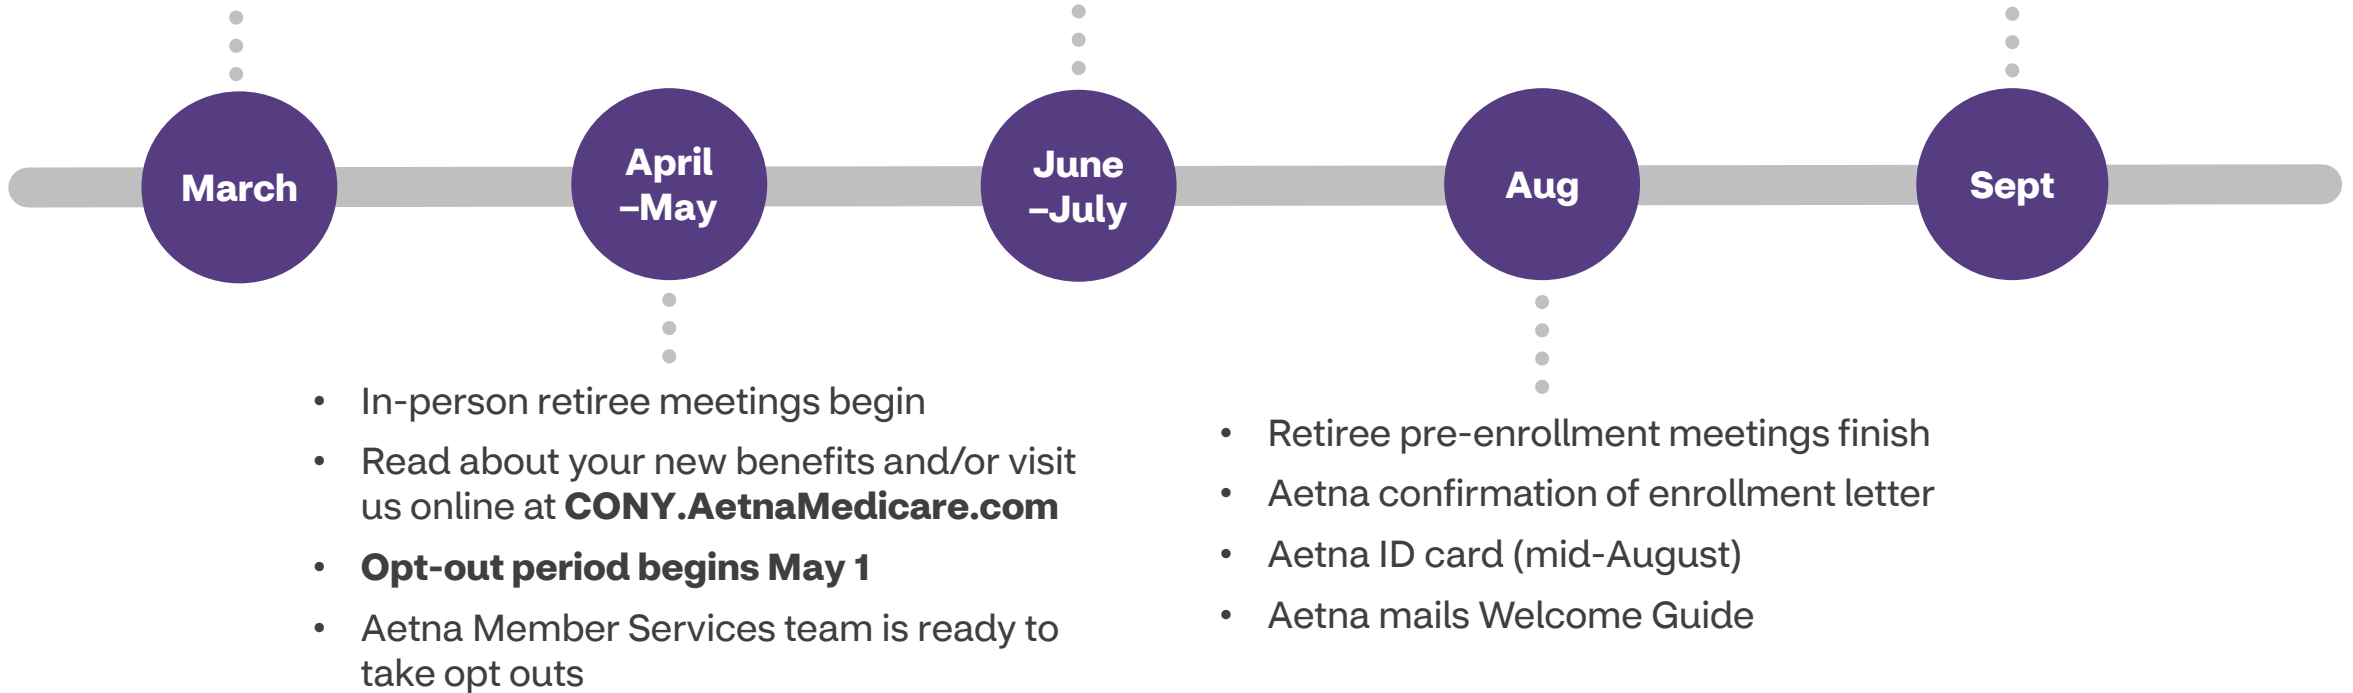 March
April
–May
June
–July
Aug
Sept
• In-person retiree meetings begin
• Read about your new benefits and/or visit
us online at CONY.AetnaMedicare.com
• Opt-out period begins May 1
• Aetna Member Services team is ready to
take opt outs
• Retiree pre-enrollment meetings finish
• Aetna confirmation of enrollment letter
• Aetna ID card (mid-August)
• Aetna mails Welcome Guide